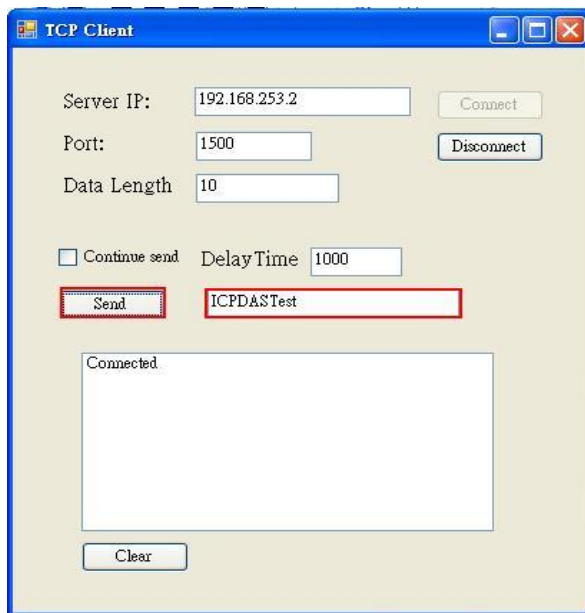 TCP Client
Server IP: 192.168.253.2 Connect
Port: 1500 Disconnect
Data Length 10
Continue send DelayTime 1000
Send ICPDASTest
Connected
Clear